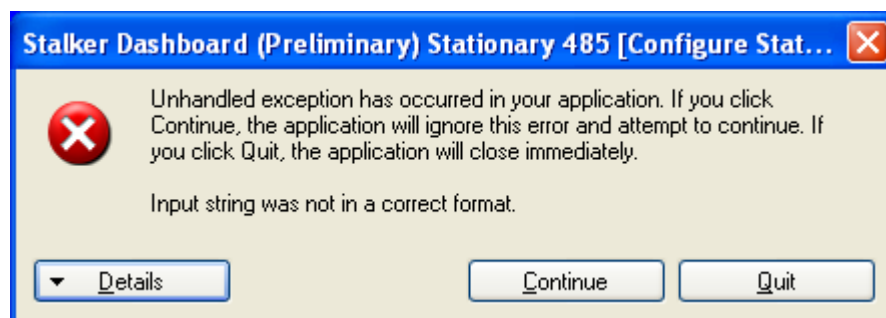 Stalker Dashboard (Preliminary) Stationary 485 [Configure Stat...
Unhandled exception has occurred in your application. If you click
Continue, the application will ignore this error and attempt to continue. If
you click Quit, the application will close immediately.
Input string was not in a correct format.
Details
Continue
Quit